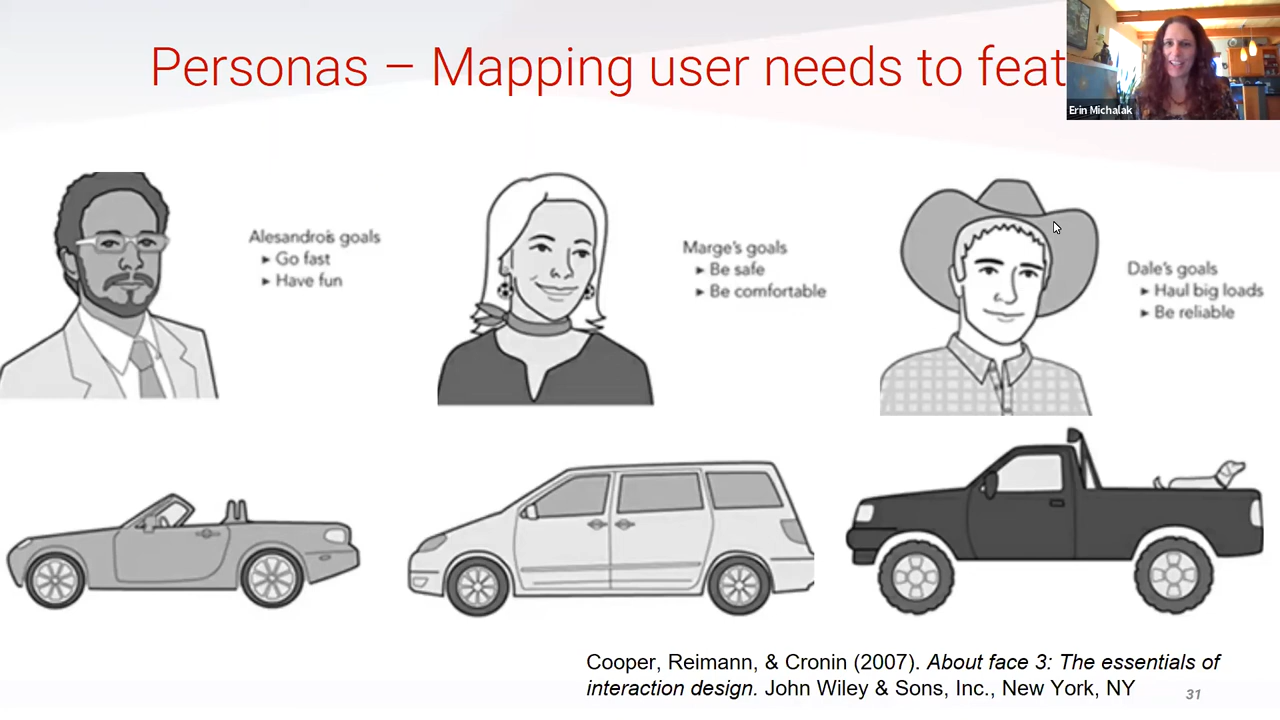 Personas – Mapping user needs to feat
Erin Michalak
Alesandro's goals
▸ Go fast
▸ Have fun
Marge's goals
▸ Be safe
▸ Be comfortable
Dale's goals
▸ Haul big loads
▸ Be reliable
Cooper, Reimann, & Cronin (2007). About face 3: The essentials of
interaction design. John Wiley & Sons, Inc., New York, NY
31